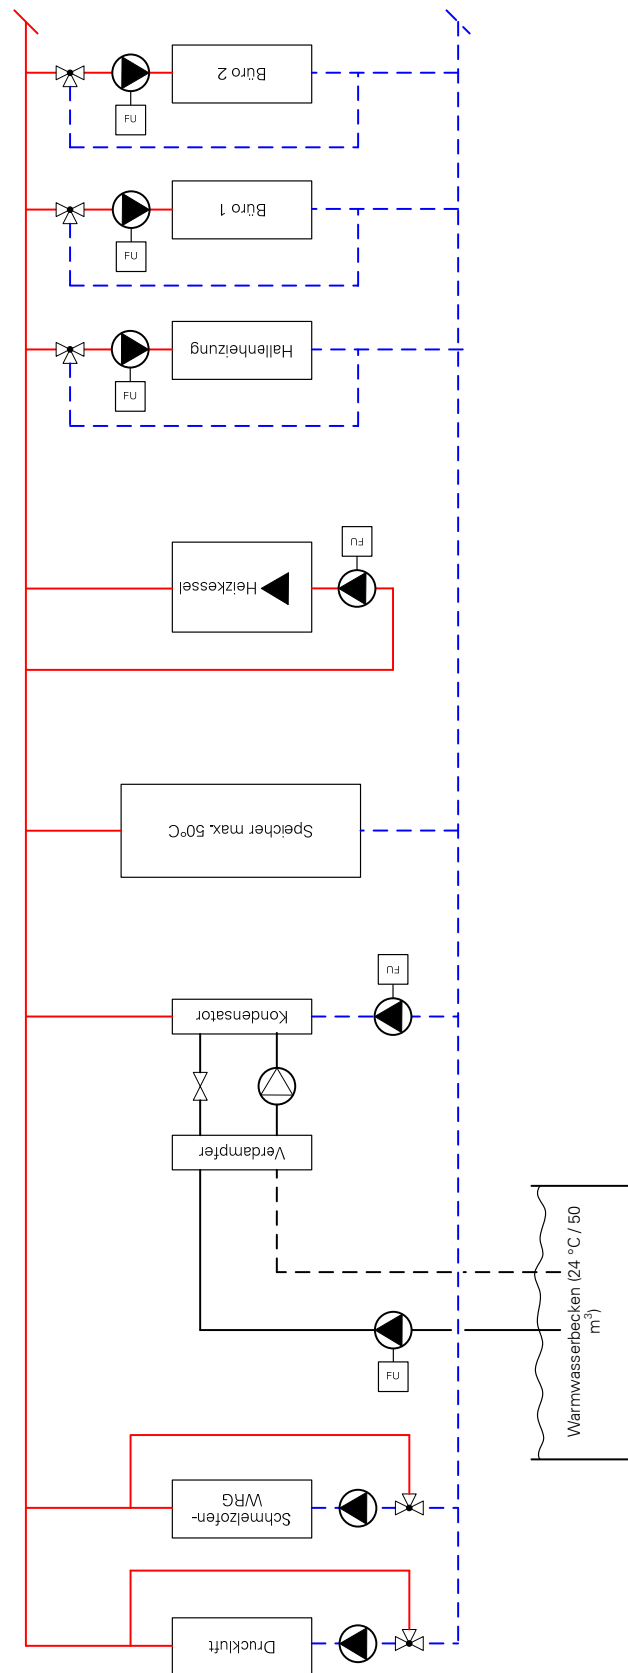 Büro 2
FU
Büro 1
FU
Hallenheizung
FU
FU
Heizkessel
Speicher max. 50°C
FU
Kondensator
Verdampfer
Warmwasserbecken (24 °C / 50
m³)
FU
Schmelzofen-
WRG
Druckluft